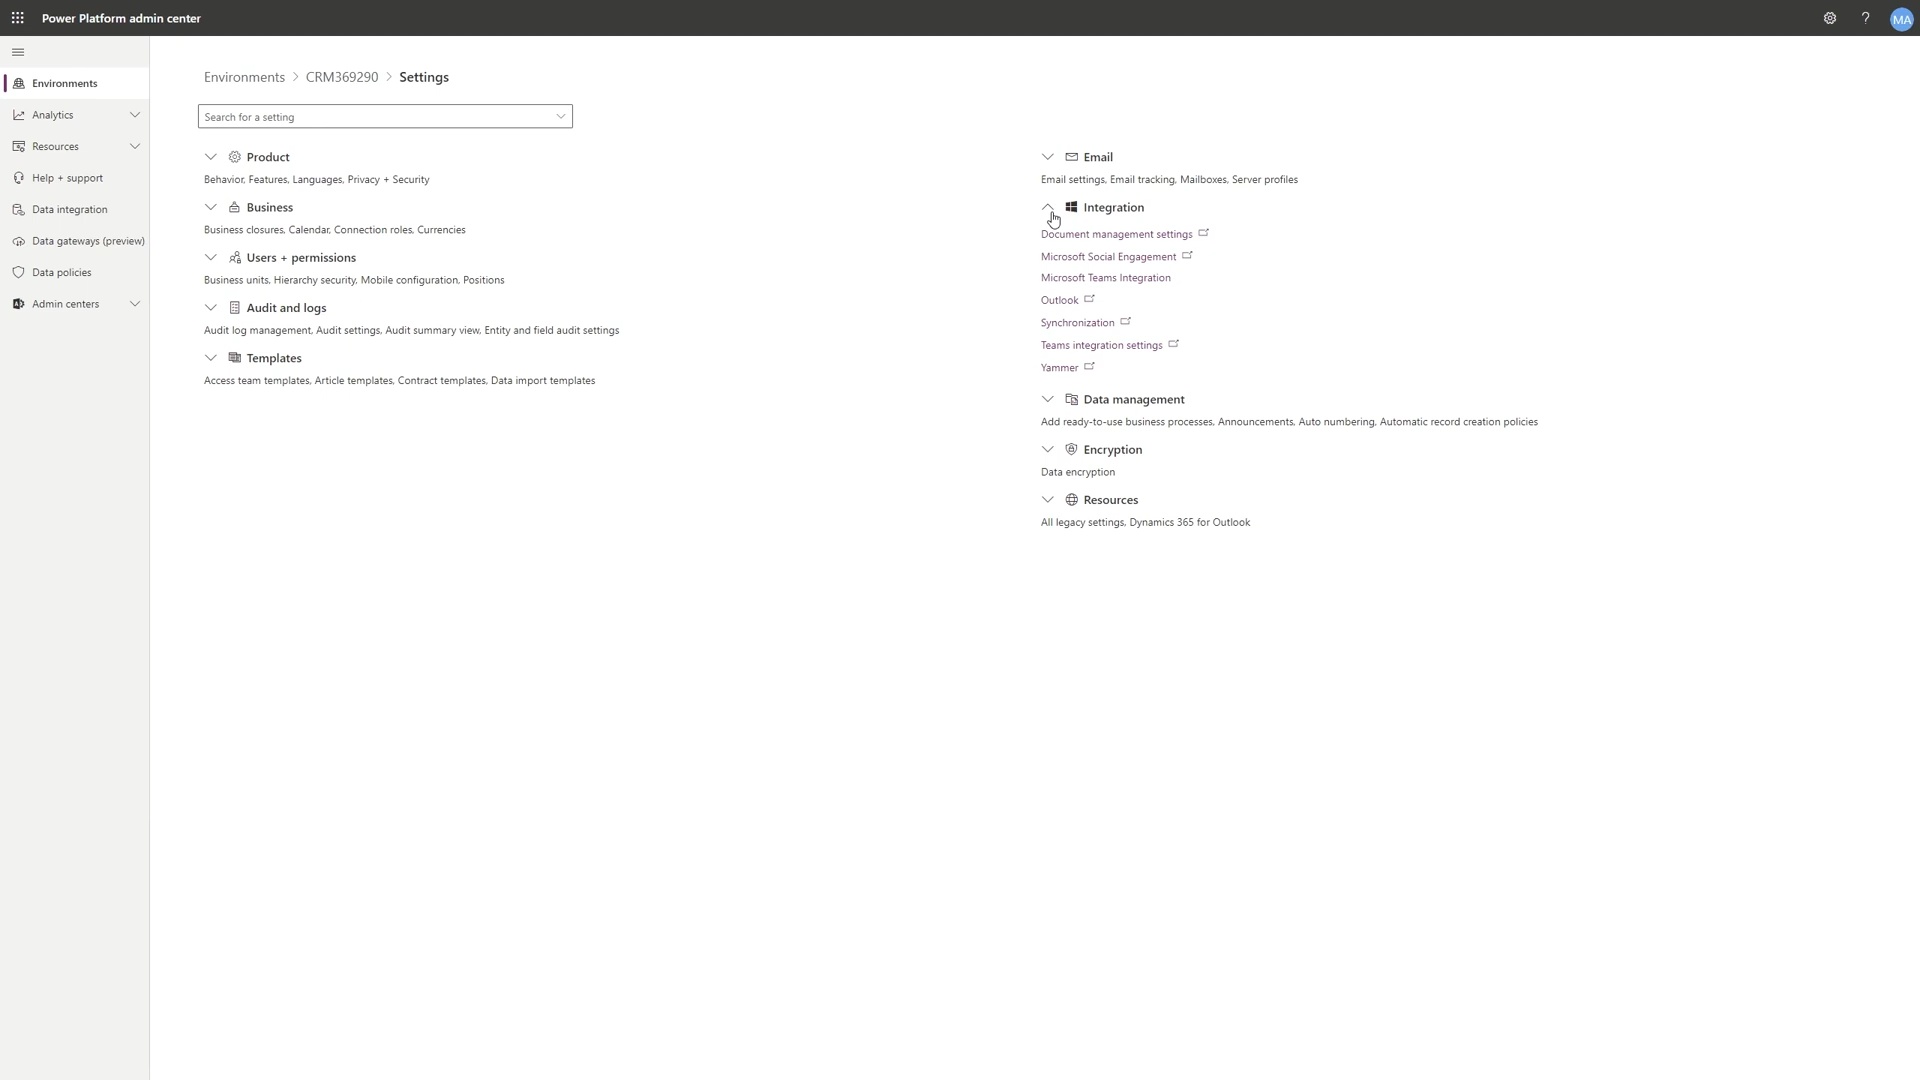 Power Platform admin center
?
MA
Environments
Analytics
Resources
Help + support
Data integration
Data gateways (preview)
Data policies
Admin centers
Environments > CRM369290 > Settings
Search for a setting
Product
Behavior, Features, Languages, Privacy + Security
Business
Business closures, Calendar, Connection roles, Currencies
Users + permissions
Business units, Hierarchy security, Mobile configuration, Positions
Audit and logs
Audit log management, Audit settings, Audit summary view, Entity and field audit settings
Templates
Access team templates, Article templates, Contract templates, Data import templates
Email
Email settings, Email tracking, Mailboxes, Server profiles
Integration
Document management settings
Microsoft Social Engagement
Microsoft Teams Integration
Outlook
Synchronization
Teams integration settings
Yammer
Data management
Add ready-to-use business processes, Announcements, Auto numbering, Automatic record creation policies
Encryption
Data encryption
Resources
All legacy settings, Dynamics 365 for Outlook